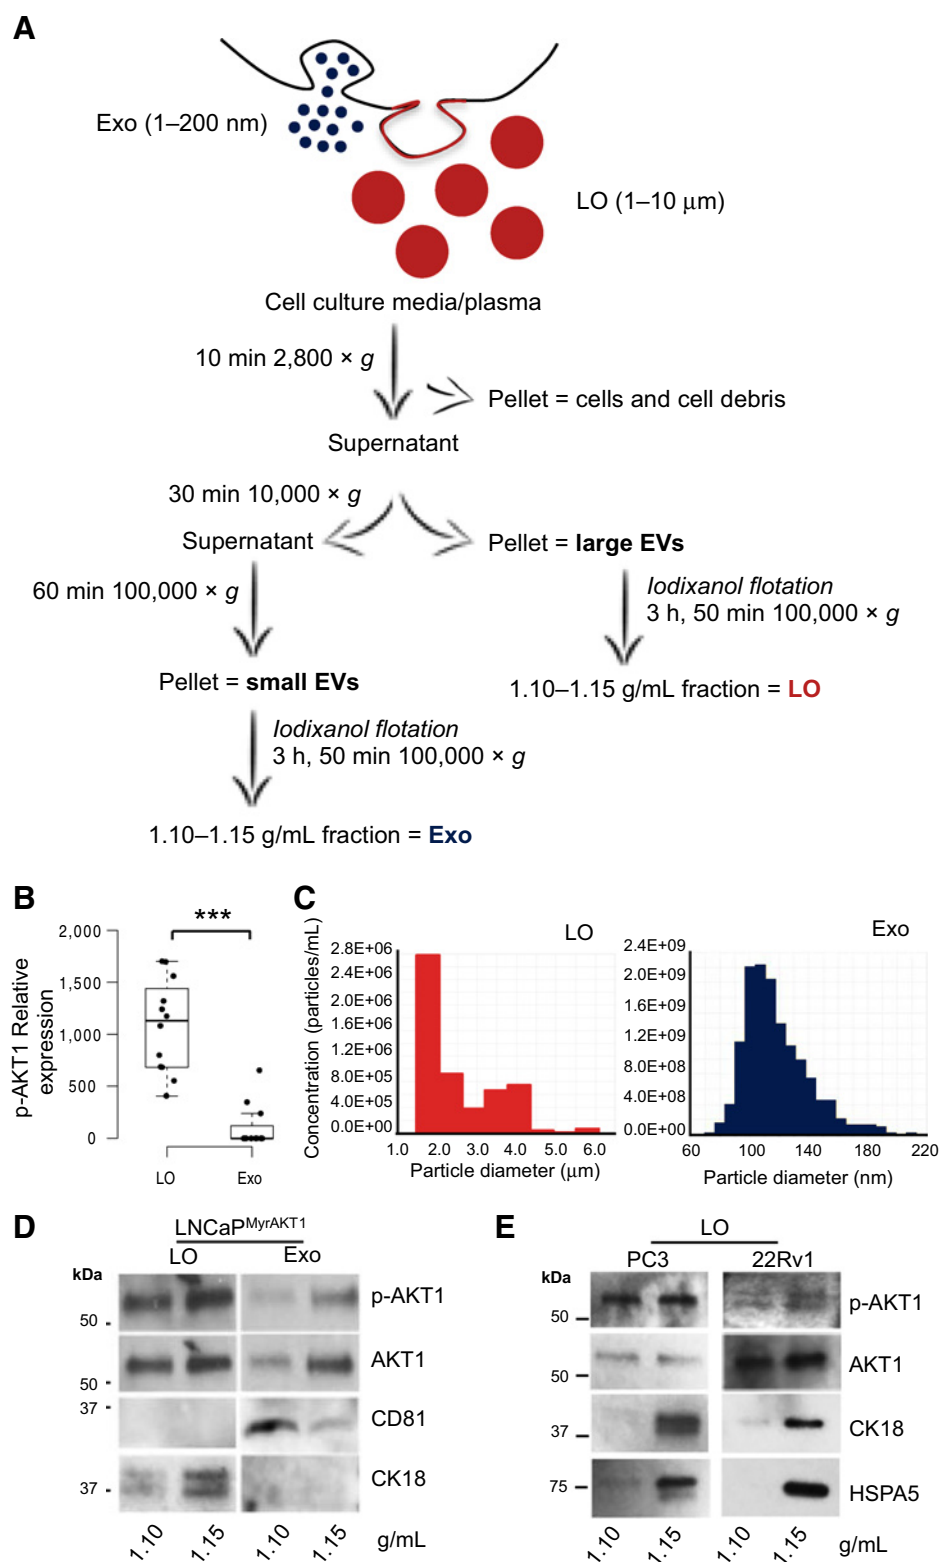 A
Exo (1–200 nm)
LO (1–10 μm)
Cell culture media/plasma
10 min 2,800 × g
Pellet = cells and cell debris
Supernatant
30 min 10,000 × g
Supernatant
Pellet = large EVs
60 min 100,000 × g
Iodixanol flotation
3 h, 50 min 100,000 × g
Pellet = small EVs
1.10–1.15 g/mL fraction = LO
Iodixanol flotation
3 h, 50 min 100,000 × g
1.10–1.15 g/mL fraction = Exo
B
p-AKT1 Relative
expression
2,000
1,500
1,000
500
0
***
LO Exo
C
Concentration (particles/mL)
LO
2.8E+06
2.4E+06
2.0E+06
1.6E+06
1.2E+06
8.0E+05
4.0E+05
0.0E+00
1.0 2.0 3.0 4.0 5.0 6.0
Particle diameter (μm)
Exo
2.4E+09
2.0E+09
1.6E+09
1.2E+09
8.0E+08
4.0E+08
0.0E+00
60 100 140 180 220
Particle diameter (nm)
D
LNCaPMyrAKT1
LO Exo
kDa
p-AKT1
50
AKT1
50
37
CD81
CK18
37
1.10 1.15 1.10 1.15 g/mL
E
LO
PC3 22Rv1
kDa
p-AKT1
50
AKT1
50
CK18
37
75
HSPA5
1.10 1.15 1.10 1.15 g/mL